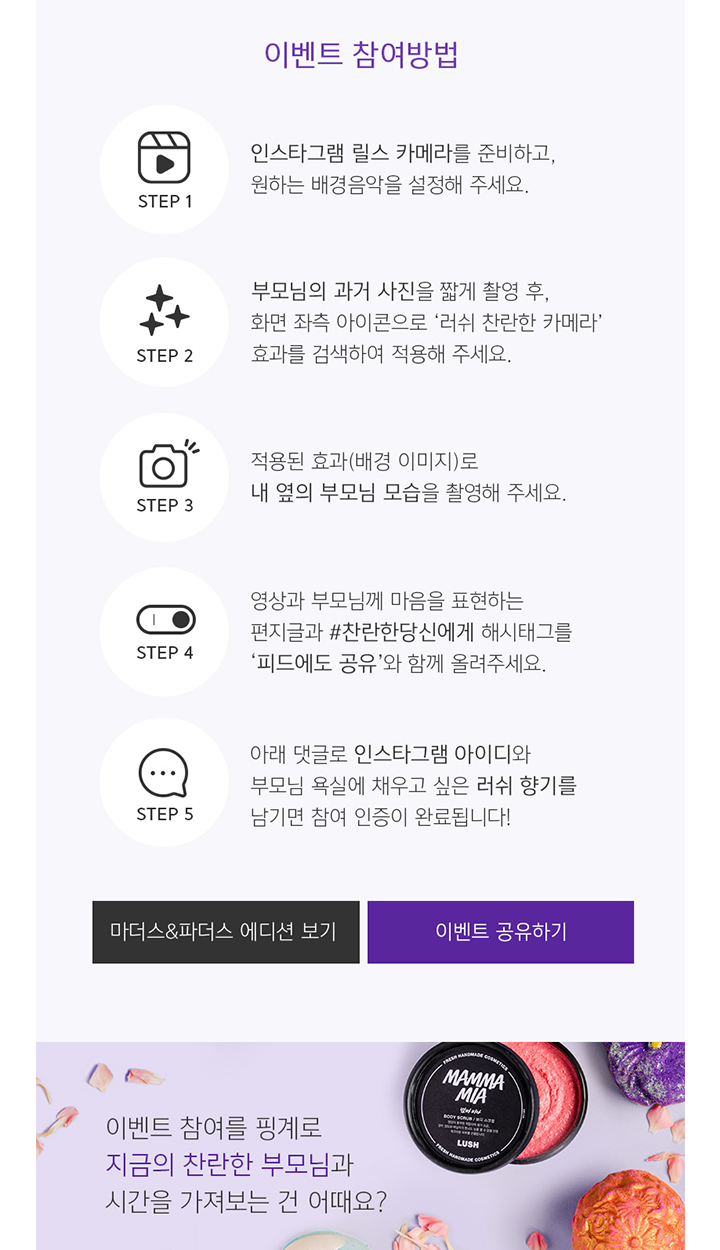 이벤트 참여방법
STEP 1
인스타그램 릴스 카메라를 준비하고,
원하는 배경음악을 설정해 주세요.
STEP 2
부모님의 과거 사진을 짧게 촬영 후,
화면 좌측 아이콘으로 ‘러쉬 찬란한 카메라’
효과를 검색하여 적용해 주세요.
STEP 3
적용된 효과(배경 이미지)로
내 옆의 부모님 모습을 촬영해 주세요.
STEP 4
영상과 부모님께 마음을 표현하는
편지글과 #찬란한당신에게 해시태그를
‘피드에도 공유’와 함께 올려주세요.
STEP 5
아래 댓글로 인스타그램 아이디와
부모님 욕실에 채우고 싶은 러쉬 향기를
남기면 참여 인증이 완료됩니다!
마더스&파더스 에디션 보기
이벤트 공유하기
이벤트 참여를 핑계로
지금의 찬란한 부모님과
시간을 가져보는 건 어때요?
FRESH HANDMADE COSMETICS
MAMMA
MIA
맘마 미아
BODY SCRUB / 바디 스크럽
LUSH
FRESH HANDMADE COSMETICS